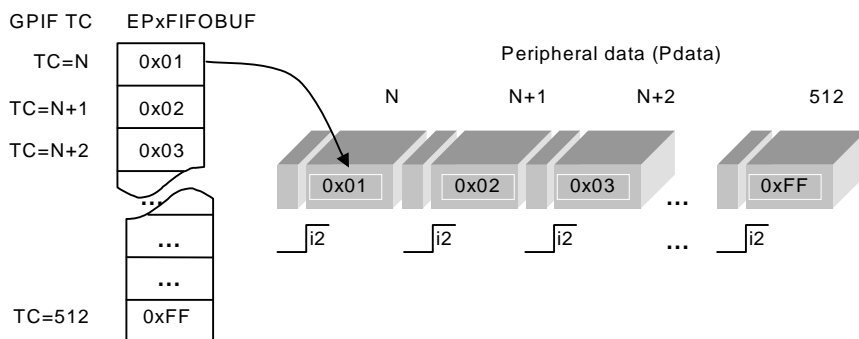 GPIF TC EPxFIFOBUF
Peripheral data (Pdata)
TC=N 0x01
N N+1 N+2 512
TC=N+1 0x02
TC=N+2 0x03
0x01 0x02 0x03 0xFF
...
...
i2 i2 i2 i2
...
...
...
TC=512 0xFF